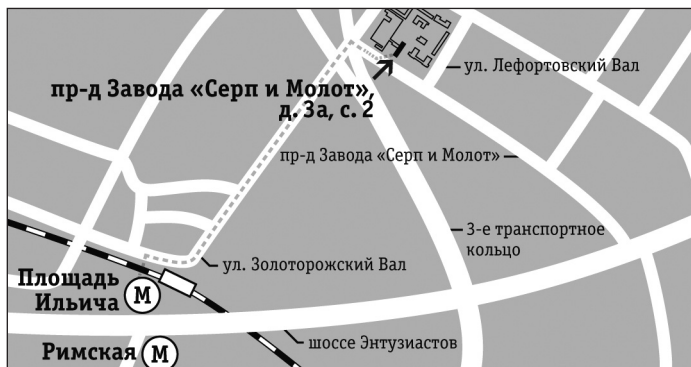 ул. Лефортовский Вал
пр-д Завода «Серп и Молот»,
д. 3а, с. 2
пр-д Завода «Серп и Молот»
3-е транспортное
кольцо
ул. Золоторожский Вал
Площадь
Ильича
М
шоссе Энтузиастов
Римская
М